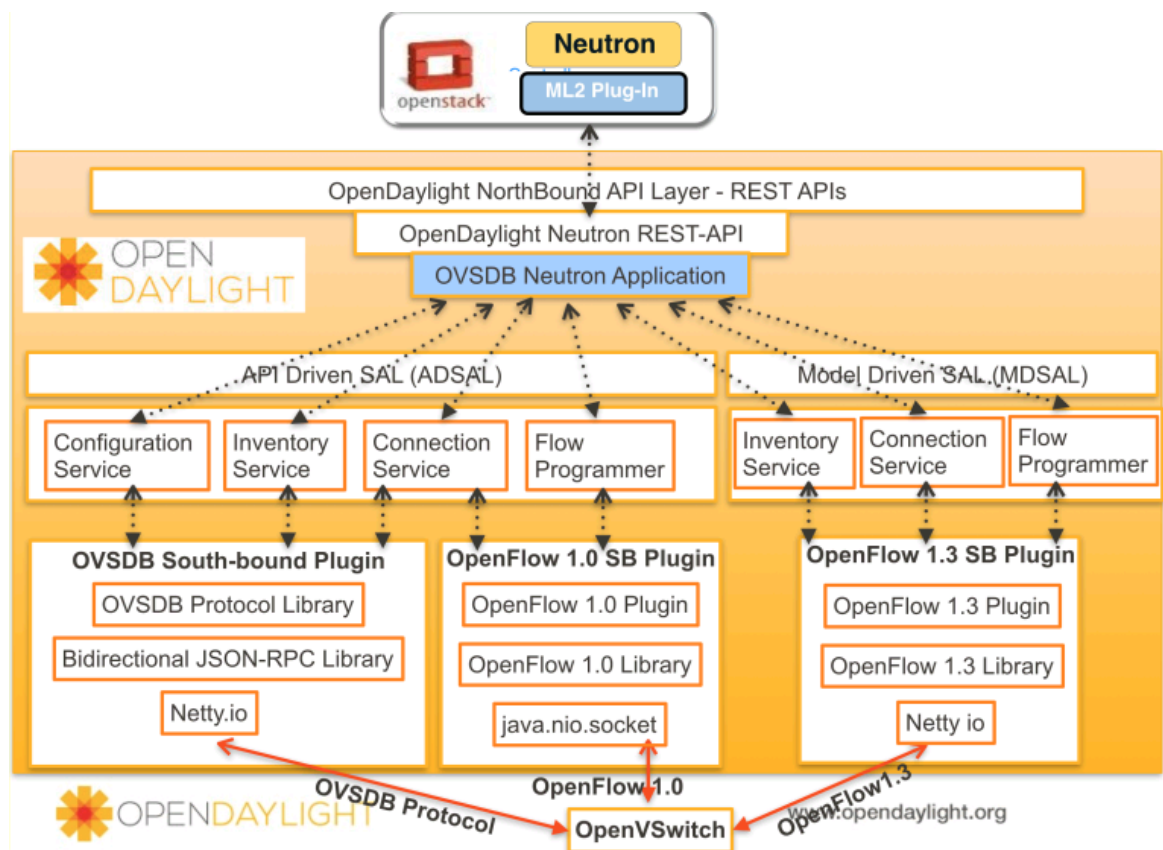 Neutron
openstack
ML2 Plug-In
OpenDaylight NorthBound API Layer - REST APIs
OpenDaylight Neutron REST-API
OVSDB Neutron Application
OPEN
DAYLIGHT
API Driven SAL (ADSAL)
Model Driven SAL (MDSAL)
Configuration
Service
Inventory
Service
Connection
Service
Flow
Programmer
Inventory
Service
Connection
Service
Flow
Programmer
OVSDB South-bound Plugin
OVSDB Protocol Library
Bidirectional JSON-RPC Library
Netty.io
OpenFlow 1.0 SB Plugin
OpenFlow 1.0 Plugin
OpenFlow 1.0 Library
java.nio.socket
OpenFlow 1.3 SB Plugin
OpenFlow 1.3 Plugin
OpenFlow 1.3 Library
Netty io
OVSDB Protocol
OpenFlow 1.0
OpenFlow1.3
OPENDAYLIGHT
OpenVSwitch
www.opendaylight.org